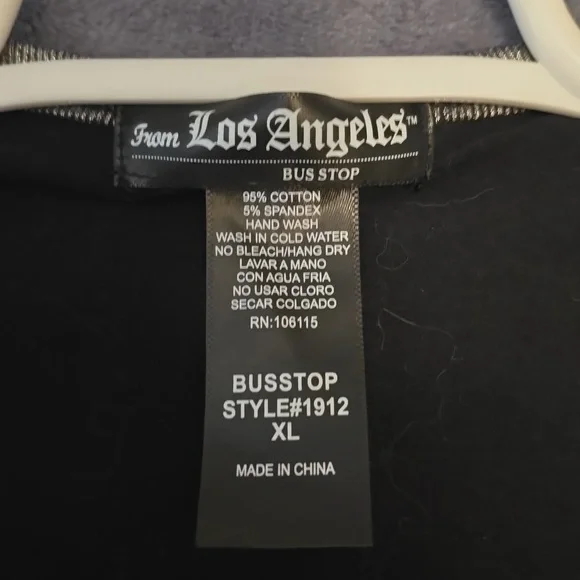 From Los Angeles™
BUS STOP
95% COTTON
5% SPANDEX
HAND WASH
WASH IN COLD WATER
NO BLEACH/HANG DRY
LAVAR A MANO
CON AGUA FRIA
NO USAR CLORO
SECAR COLGADO
RN:106115
BUSSTOP
STYLE#1912
XL
MADE IN CHINA